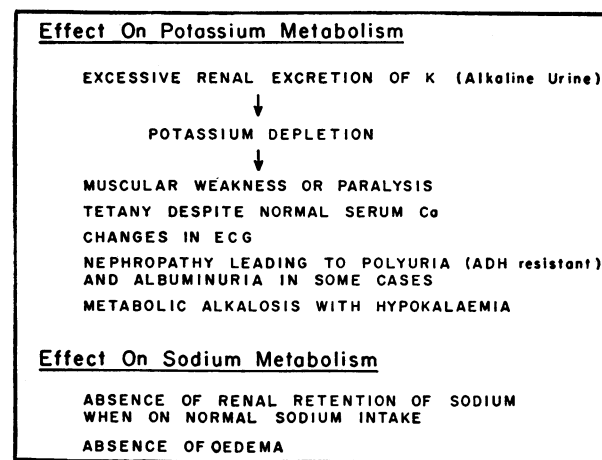 Effect On Potassium Metabolism
EXCESSIVE RENAL EXCRETION OF K (Alkaline Urine)
POTASSIUM DEPLETION
MUSCULAR WEAKNESS OR PARALYSIS
TETANY DESPITE NORMAL SERUM Ca
CHANGES IN ECG
NEPHROPATHY LEADING TO POLYURIA (ADH resistant)
AND ALBUMINURIA IN SOME CASES
METABOLIC ALKALOSIS WITH HYPOKALAEMIA
Effect On Sodium Metabolism
ABSENCE OF RENAL RETENTION OF SODIUM
WHEN ON NORMAL SODIUM INTAKE
ABSENCE OF OEDEMA